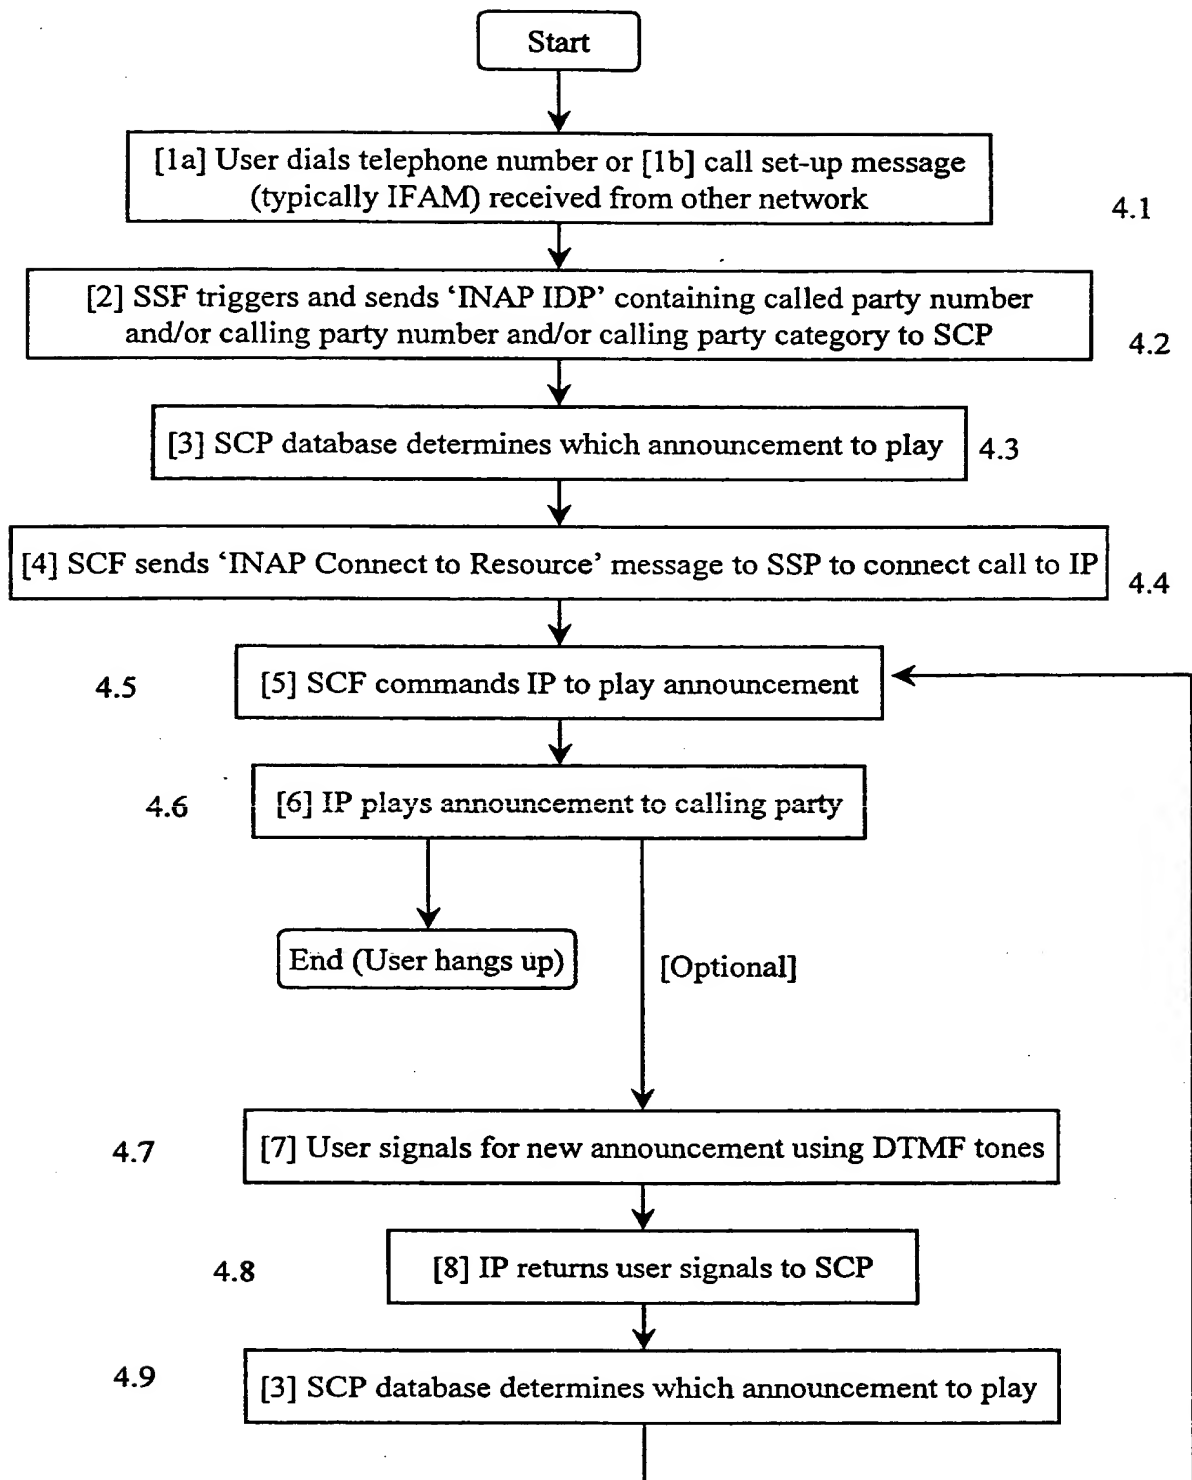 Start
[1a] User dials telephone number or [1b] call set-up message
(typically IFAM) received from other network
4.1
[2] SSF triggers and sends ‘INAP IDP’ containing called party number
and/or calling party number and/or calling party category to SCP
4.2
[3] SCP database determines which announcement to play
4.3
[4] SCF sends ‘INAP Connect to Resource’ message to SSP to connect call to IP
4.4
4.5
[5] SCF commands IP to play announcement
4.6
[6] IP plays announcement to calling party
End (User hangs up)
[Optional]
4.7
[7] User signals for new announcement using DTMF tones
4.8
[8] IP returns user signals to SCP
4.9
[3] SCP database determines which announcement to play